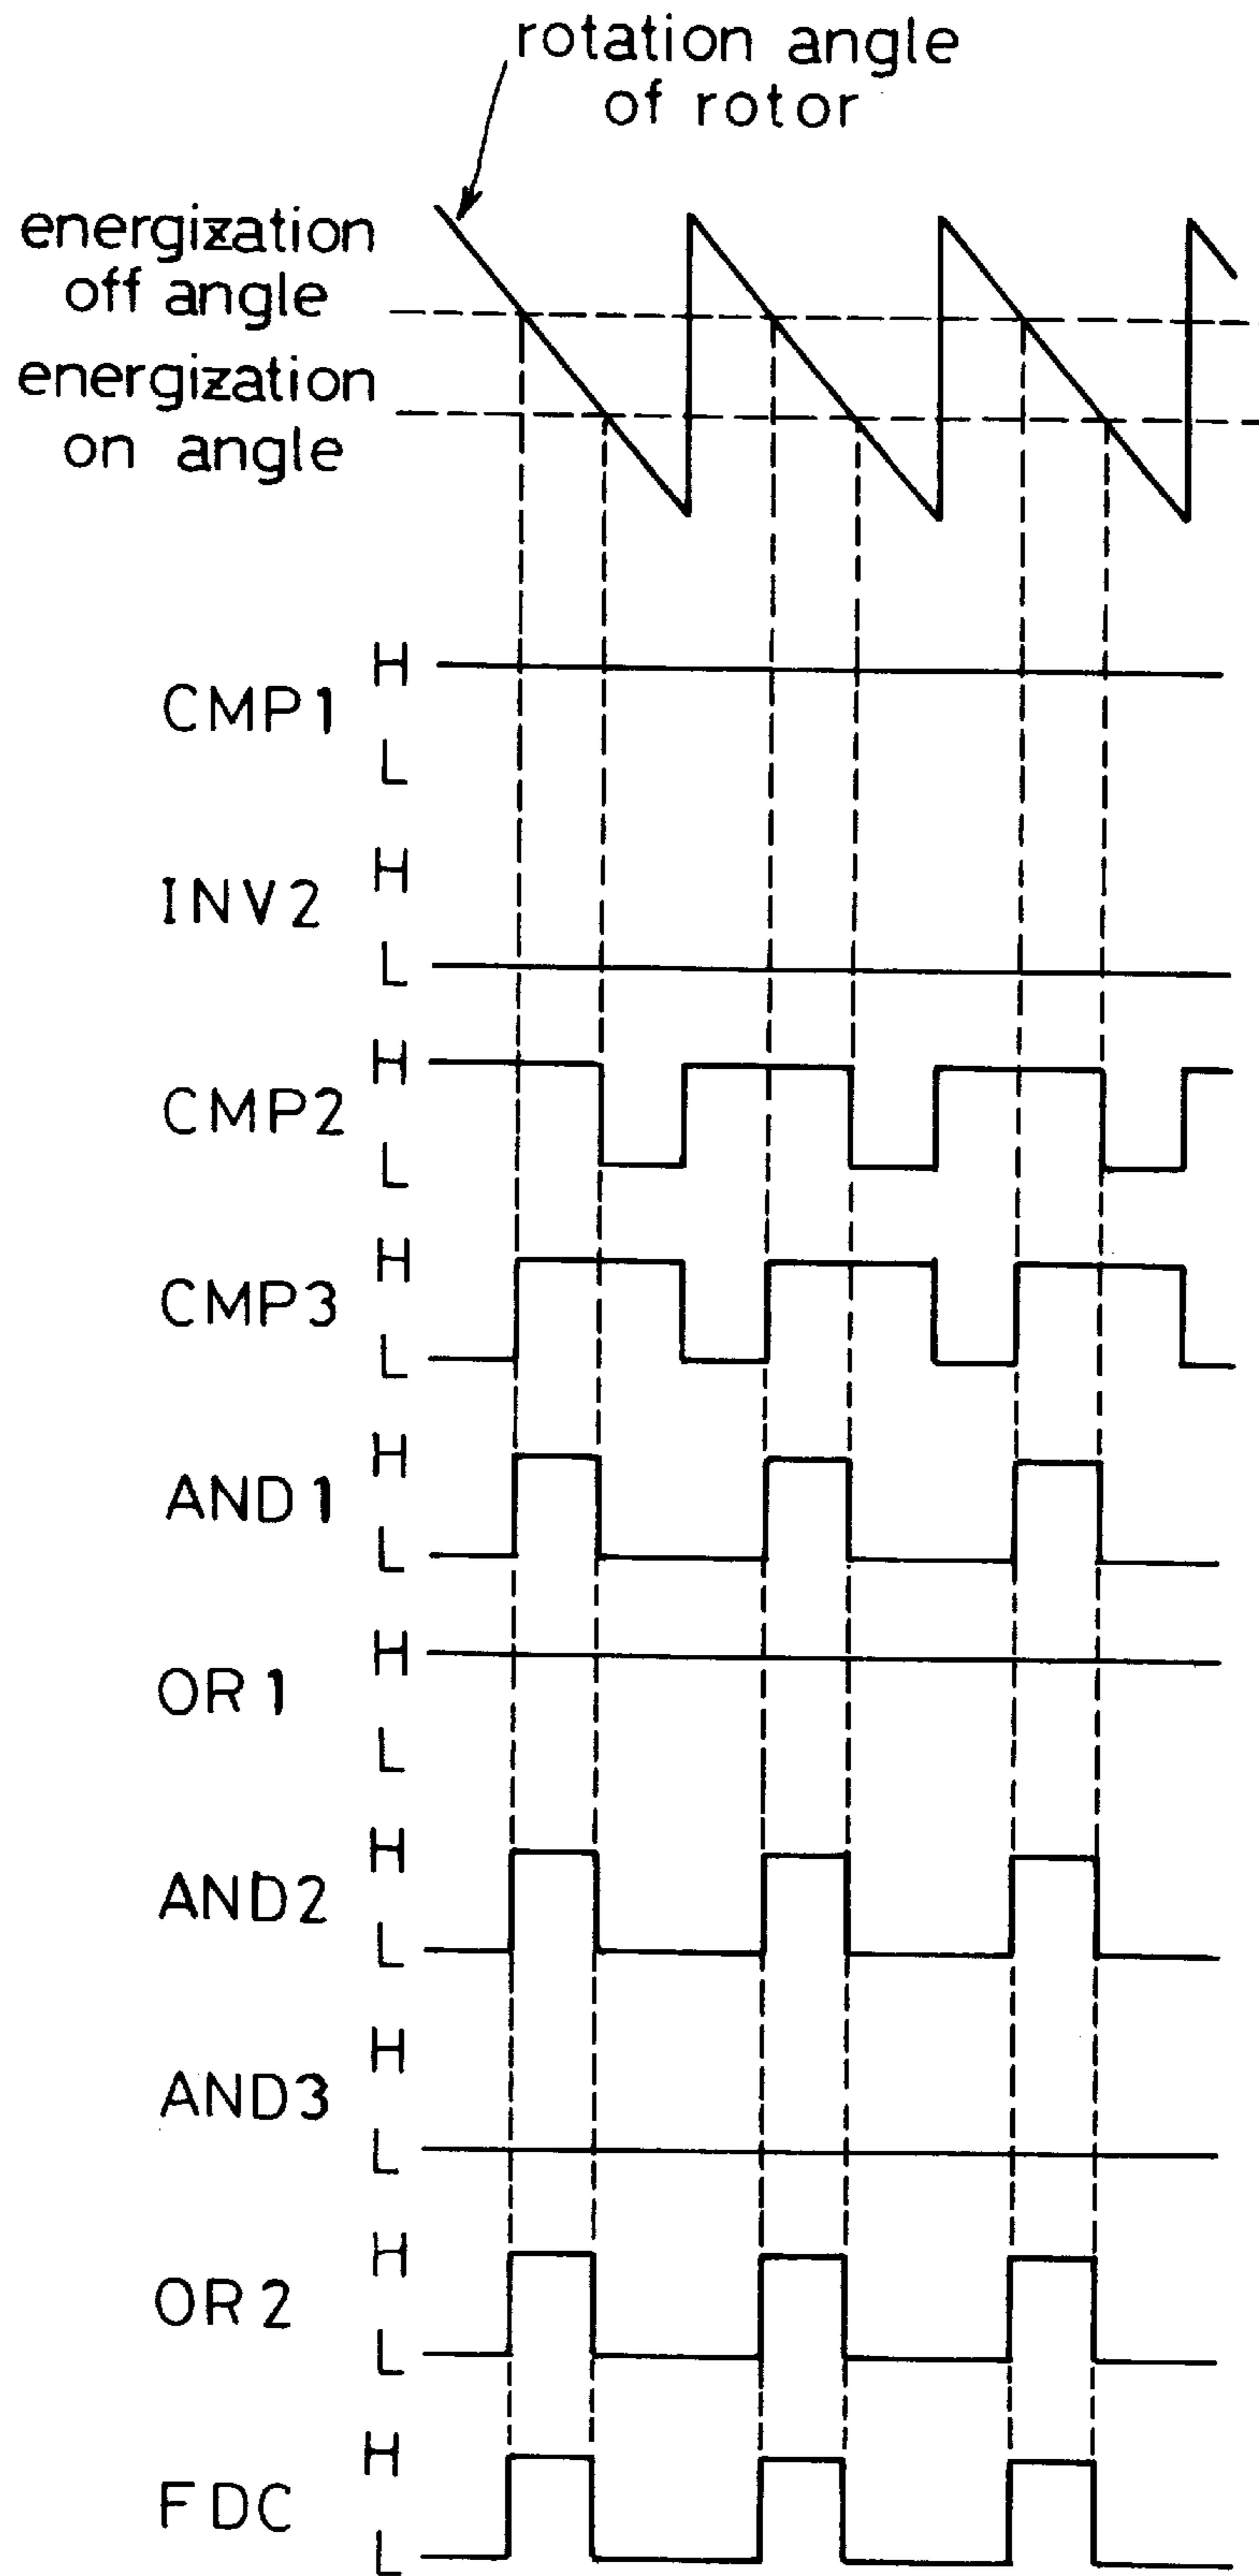 rotation angle
of rotor
energization
off angle
energization
on angle
H
CMP1
L
H
INV2
L
H
CMP2
L
H
CMP3
L
H
AND1
L
H
OR1
L
H
AND2
L
H
AND3
L
H
OR2
L
H
FDC
L